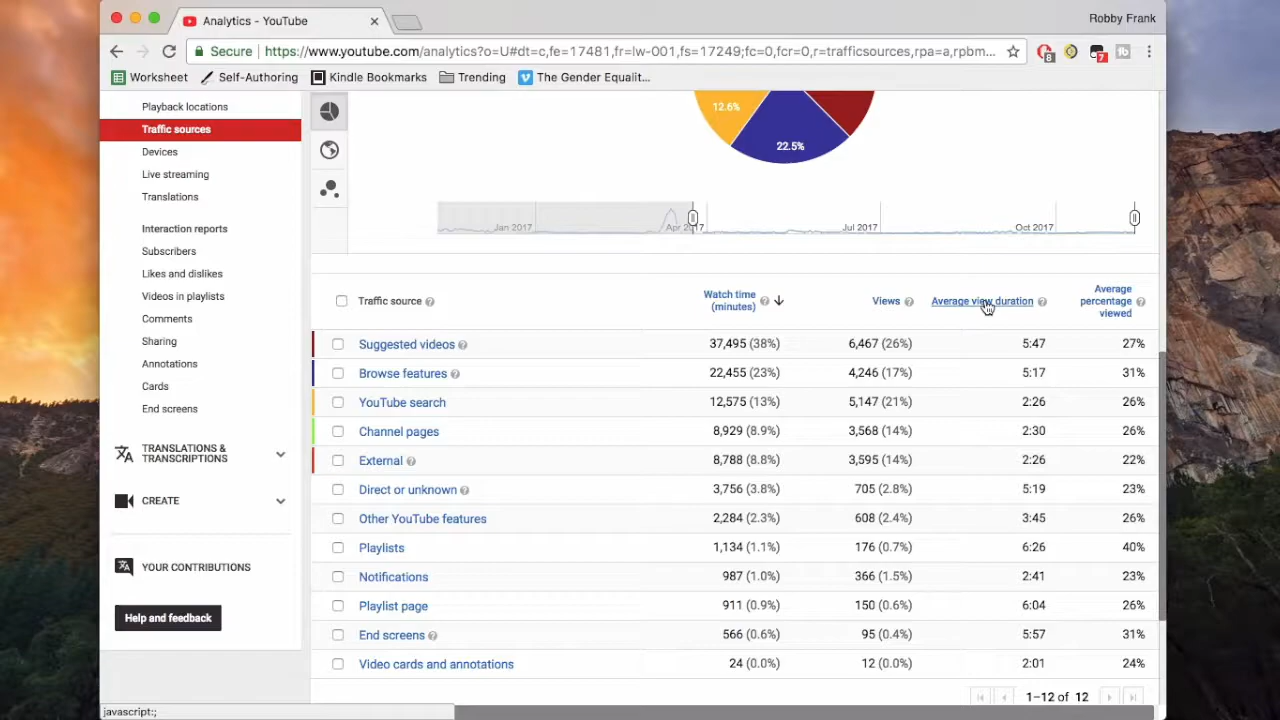 Analytics - YouTube
Robby Frank
Secure https://www.youtube.com/analytics?o=U#dt=c,fe=17481,fr=lw-001,fs=17249;fc=0,fcr=0,r=trafficsources,rpa=a,rpbm...
8
7
tb
Worksheet Self-Authoring Kindle Bookmarks Trending The Gender Equalit...
Playback locations
Traffic sources
Devices
Live streaming
Translations
Interaction reports
Subscribers
Likes and dislikes
Videos in playlists
Comments
Sharing
Annotations
Cards
End screens
TRANSLATIONS &
TRANSCRIPTIONS
CREATE
YOUR CONTRIBUTIONS
Help and feedback
12.6%
22.5%
Jan 2017 Apr 2017 Jul 2017 Oct 2017
Traffic source ? Watch time (minutes) ? Views ? Average view duration ? Average percentage viewed ?
Suggested videos ? 37,495 (38%) 6,467 (26%) 5:47 27%
Browse features ? 22,455 (23%) 4,246 (17%) 5:17 31%
YouTube search 12,575 (13%) 5,147 (21%) 2:26 26%
Channel pages 8,929 (8.9%) 3,568 (14%) 2:30 26%
External ? 8,788 (8.8%) 3,595 (14%) 2:26 22%
Direct or unknown ? 3,756 (3.8%) 705 (2.8%) 5:19 23%
Other YouTube features 2,284 (2.3%) 608 (2.4%) 3:45 26%
Playlists 1,134 (1.1%) 176 (0.7%) 6:26 40%
Notifications 987 (1.0%) 366 (1.5%) 2:41 23%
Playlist page 911 (0.9%) 150 (0.6%) 6:04 26%
End screens ? 566 (0.6%) 95 (0.4%) 5:57 31%
Video cards and annotations 24 (0.0%) 12 (0.0%) 2:01 24%
1–12 of 12
javascript:;